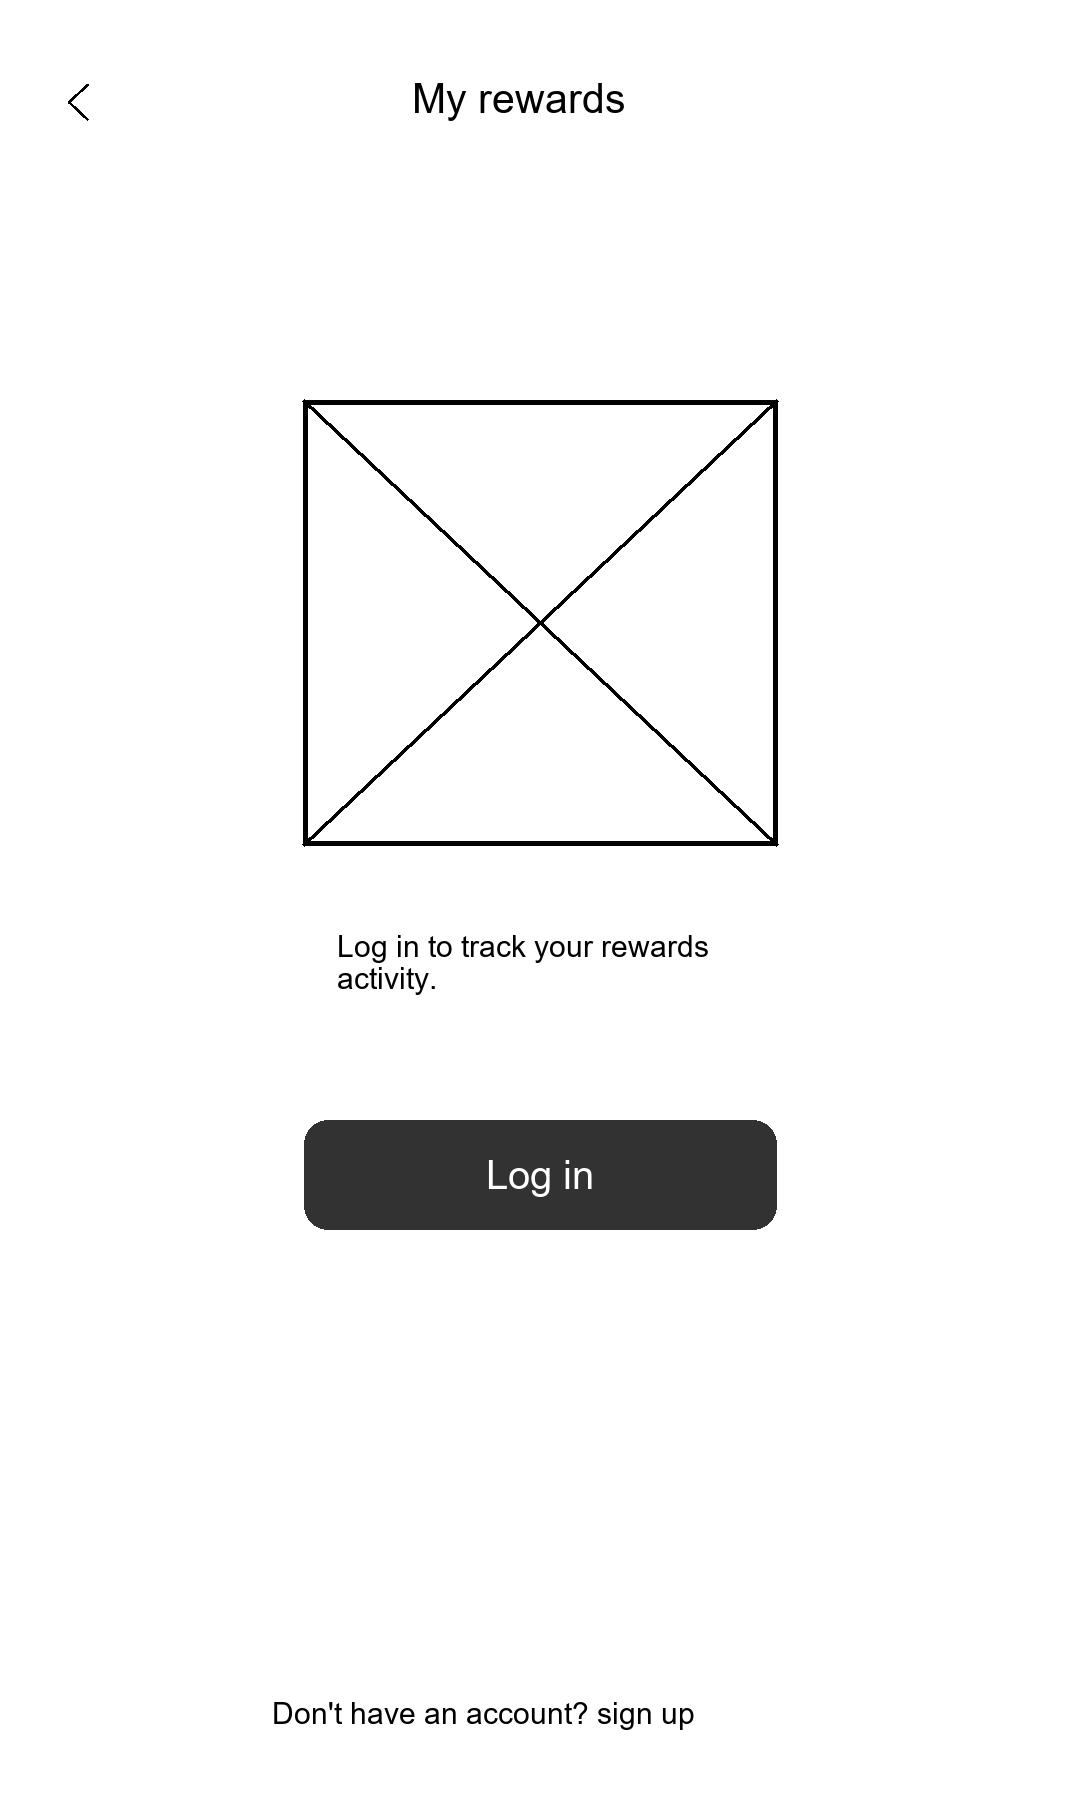 My rewards
Log in to track your rewards
activity.
Log in
Don't have an account? sign up